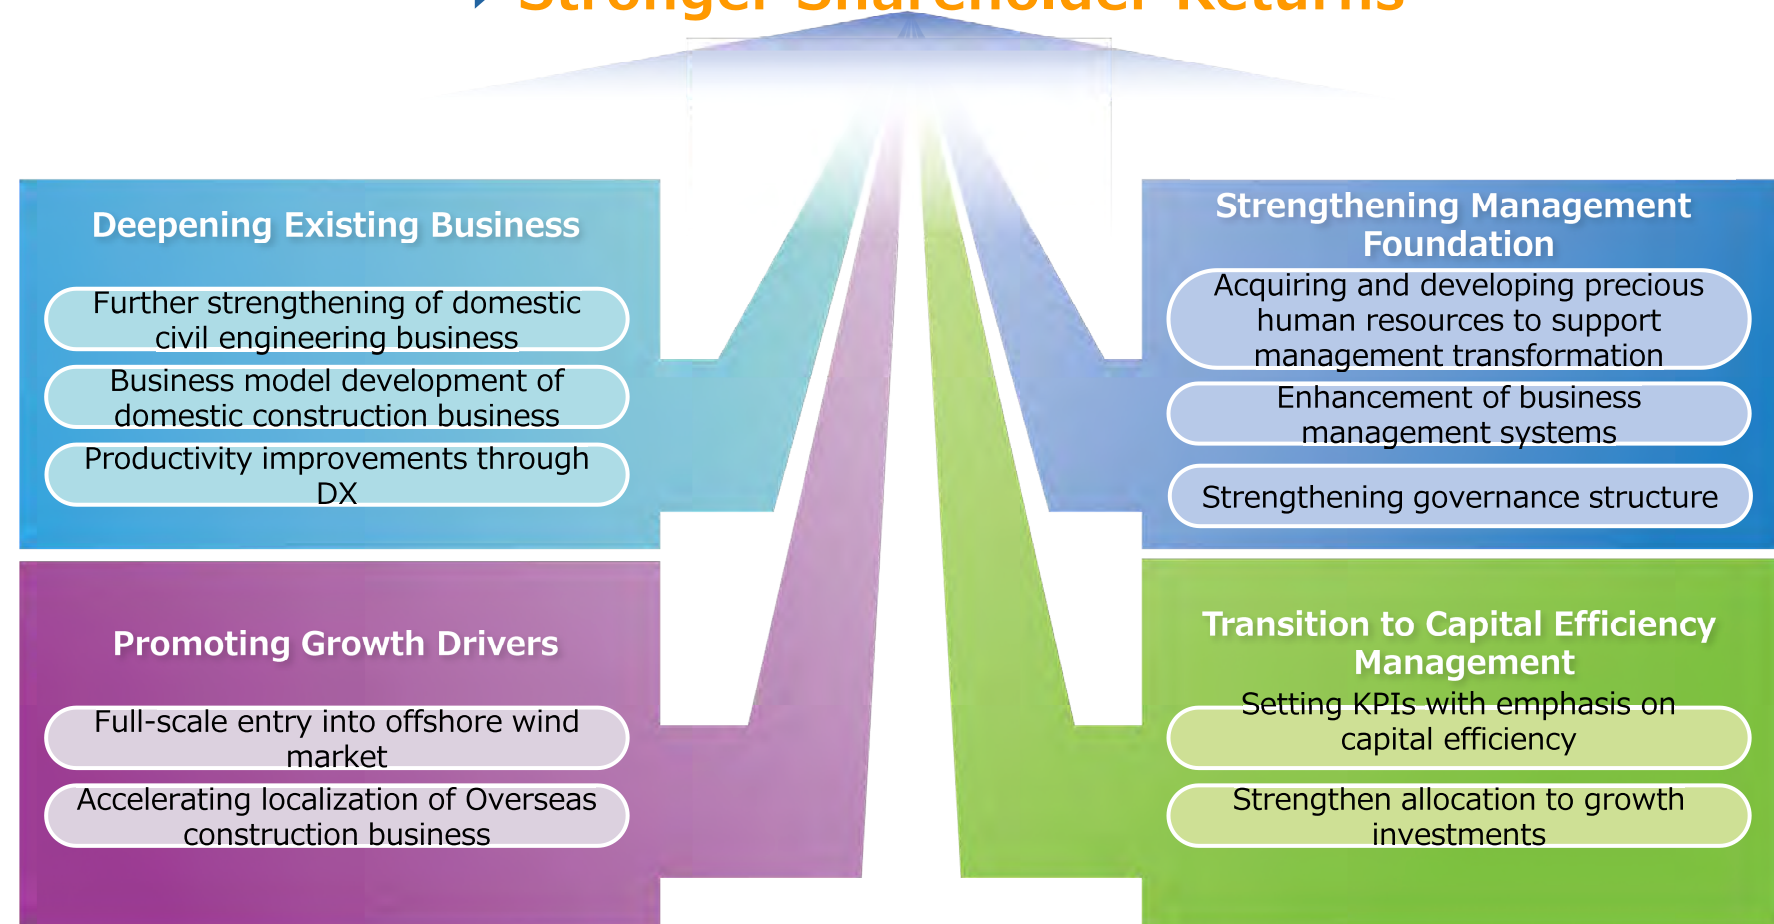 Stronger Shareholder Returns
Deepening Existing Business
Further strengthening of domestic
civil engineering business
Business model development of
domestic construction business
Productivity improvements through
DX
Strengthening Management
Foundation
Acquiring and developing precious
human resources to support
management transformation
Enhancement of business
management systems
Strengthening governance structure
Promoting Growth Drivers
Full-scale entry into offshore wind
market
Accelerating localization of Overseas
construction business
Transition to Capital Efficiency
Management
Setting KPIs with emphasis on
capital efficiency
Strengthen allocation to growth
investments